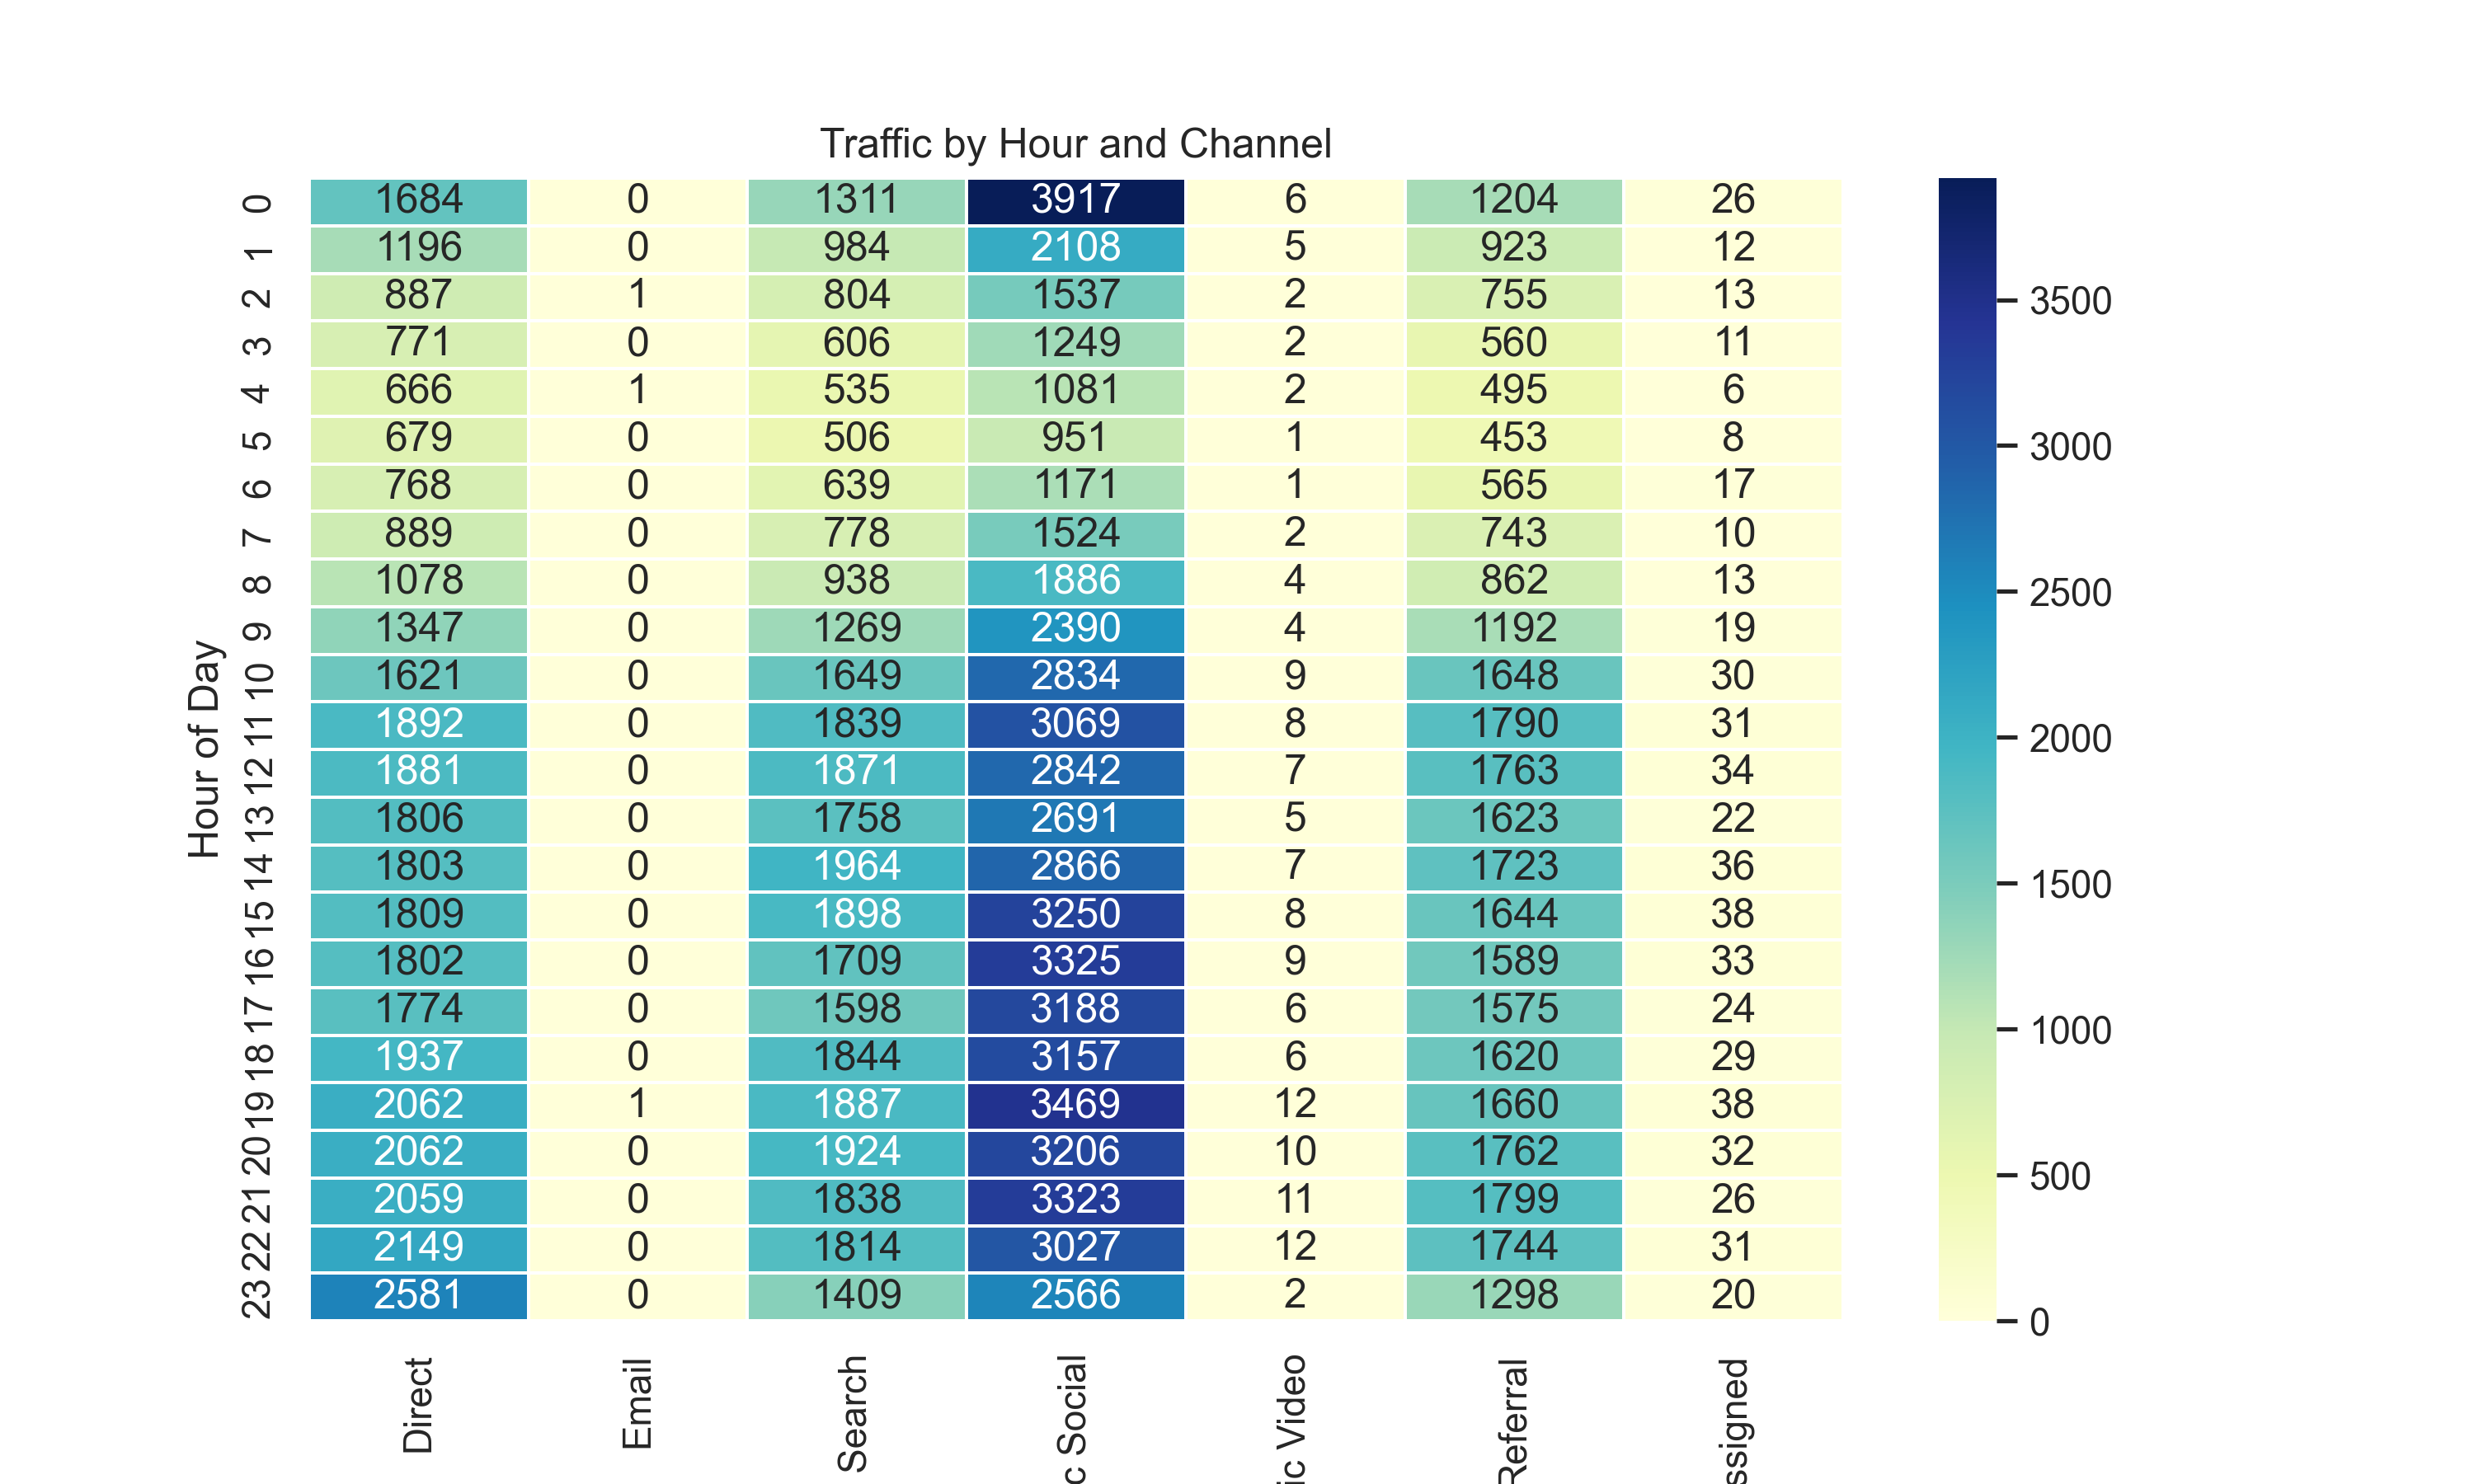 Traffic by Hour and Channel
0 1684 0 1311 3917 6 1204 26
1 1196 0 984 2108 5 923 12
2 887 1 804 1537 2 755 13
3 771 0 606 1249 2 560 11
4 666 1 535 1081 2 495 6
5 679 0 506 951 1 453 8
6 768 0 639 1171 1 565 17
7 889 0 778 1524 2 743 10
8 1078 0 938 1886 4 862 13
9 1347 0 1269 2390 4 1192 19
10 1621 0 1649 2834 9 1648 30
11 1892 0 1839 3069 8 1790 31
12 1881 0 1871 2842 7 1763 34
13 1806 0 1758 2691 5 1623 22
14 1803 0 1964 2866 7 1723 36
15 1809 0 1898 3250 8 1644 38
16 1802 0 1709 3325 9 1589 33
17 1774 0 1598 3188 6 1575 24
18 1937 0 1844 3157 6 1620 29
19 2062 1 1887 3469 12 1660 38
20 2062 0 1924 3206 10 1762 32
21 2059 0 1838 3323 11 1799 26
22 2149 0 1814 3027 12 1744 31
23 2581 0 1409 2566 2 1298 20
Hour of Day
Direct
Email
Search
c Social
ic Video
Referral
ssigned
3500
3000
2500
2000
1500
1000
500
0